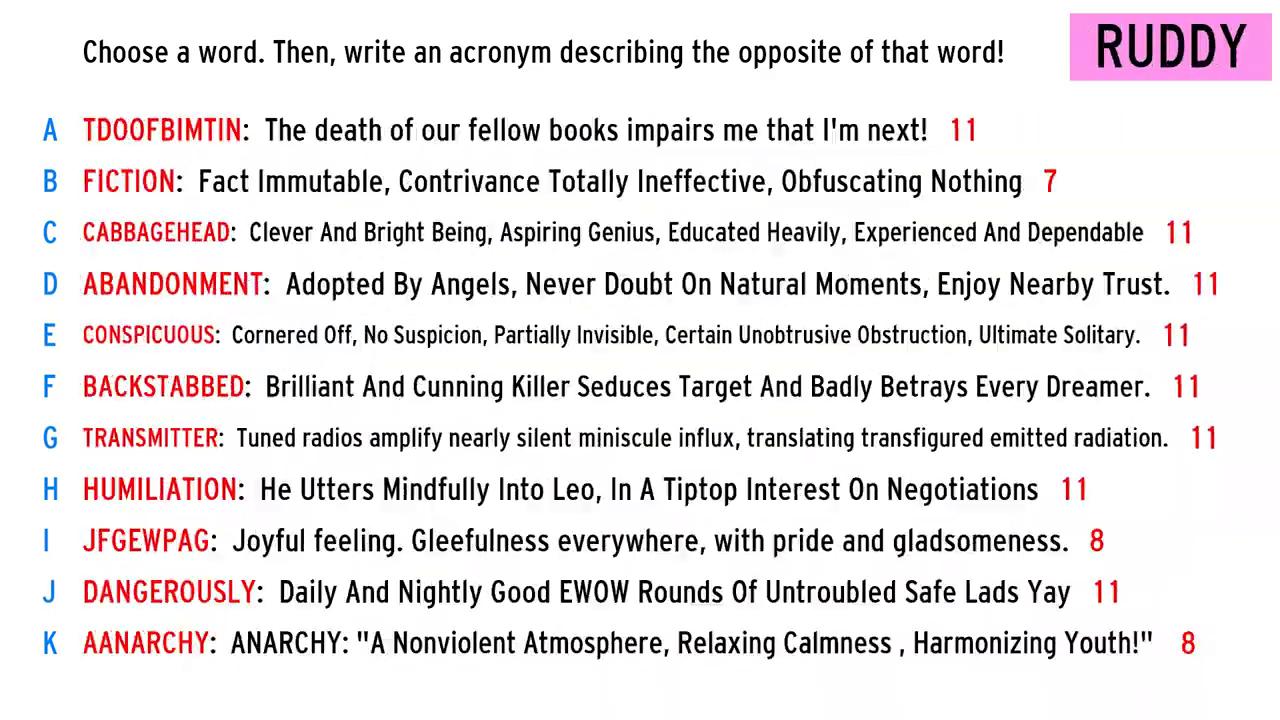 Choose a word. Then, write an acronym describing the opposite of that word!
RUDDY
A TDOOFBIMTIN: The death of our fellow books impairs me that I'm next! 11
B FICTION: Fact Immutable, Contrivance Totally Ineffective, Obfuscating Nothing 7
C CABBAGEHEAD: Clever And Bright Being, Aspiring Genius, Educated Heavily, Experienced And Dependable 11
D ABANDONMENT: Adopted By Angels, Never Doubt On Natural Moments, Enjoy Nearby Trust. 11
E CONSPICUOUS: Cornered Off, No Suspicion, Partially Invisible, Certain Unobtrusive Obstruction, Ultimate Solitary. 11
F BACKSTABBED: Brilliant And Cunning Killer Seduces Target And Badly Betrays Every Dreamer. 11
G TRANSMITTER: Tuned radios amplify nearly silent miniscule influx, translating transfigured emitted radiation. 11
H HUMILIATION: He Utters Mindfully Into Leo, In A Tiptop Interest On Negotiations 11
I JFGEWPAG: Joyful feeling. Gleefulness everywhere, with pride and gladsomeness. 8
J DANGEROUSLY: Daily And Nightly Good EWOW Rounds Of Untroubled Safe Lads Yay 11
K AANARCHY: ANARCHY: "A Nonviolent Atmosphere, Relaxing Calmness , Harmonizing Youth!" 8